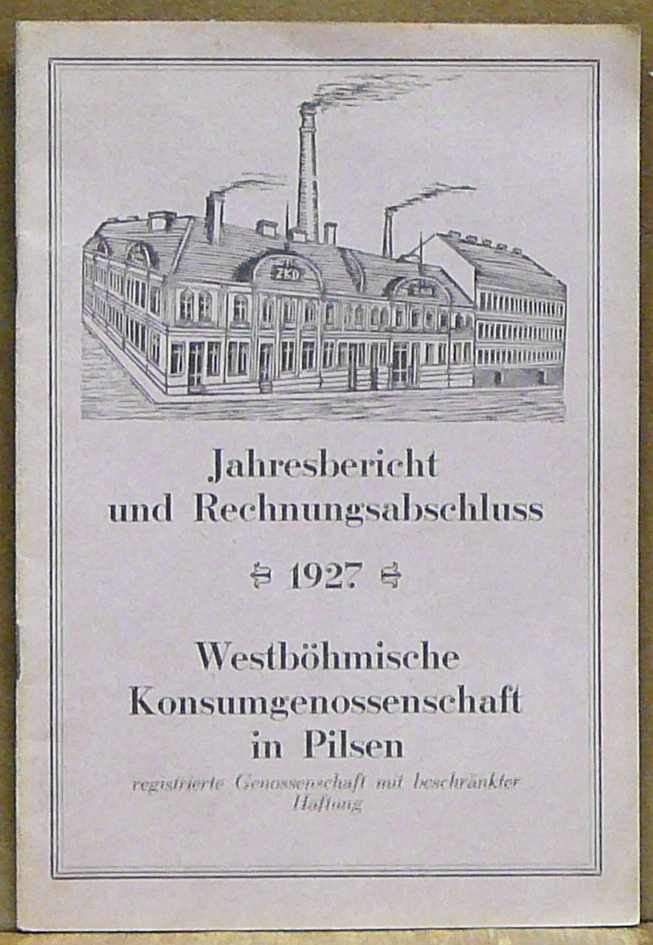 ZKD
Jahresbericht
und Rechnungsabschluss
1927
Westböhmische
Konsumgenossenschaft
in Pilsen
registrierte Genossenschaft mit beschränkter
Haftung